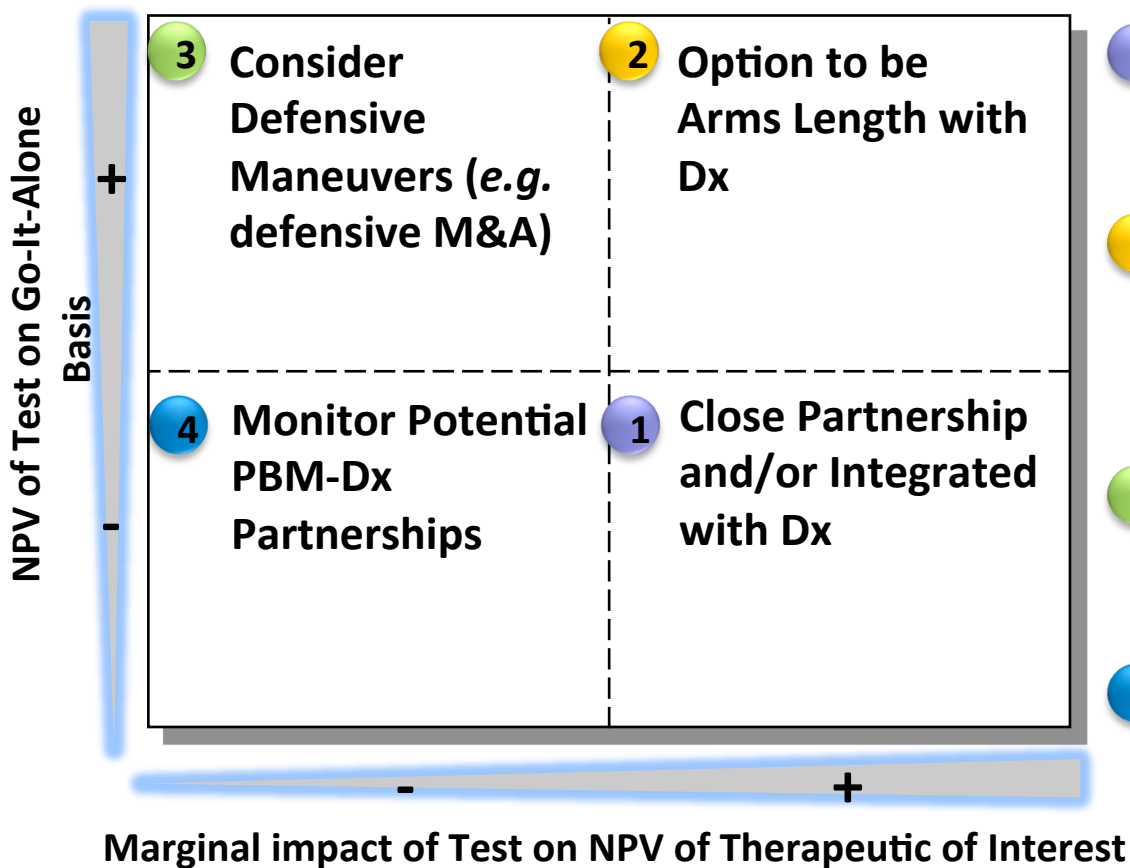 NPV of Test on Go-It-Alone
Basis
+
-
3
Consider
Defensive
Maneuvers (e.g.
defensive M&A)
2
Option to be
Arms Length with
Dx
4
Monitor Potential
PBM-Dx
Partnerships
1
Close Partnership
and/or Integrated
with Dx
-
+
Marginal impact of Test on NPV of Therapeutic of Interest